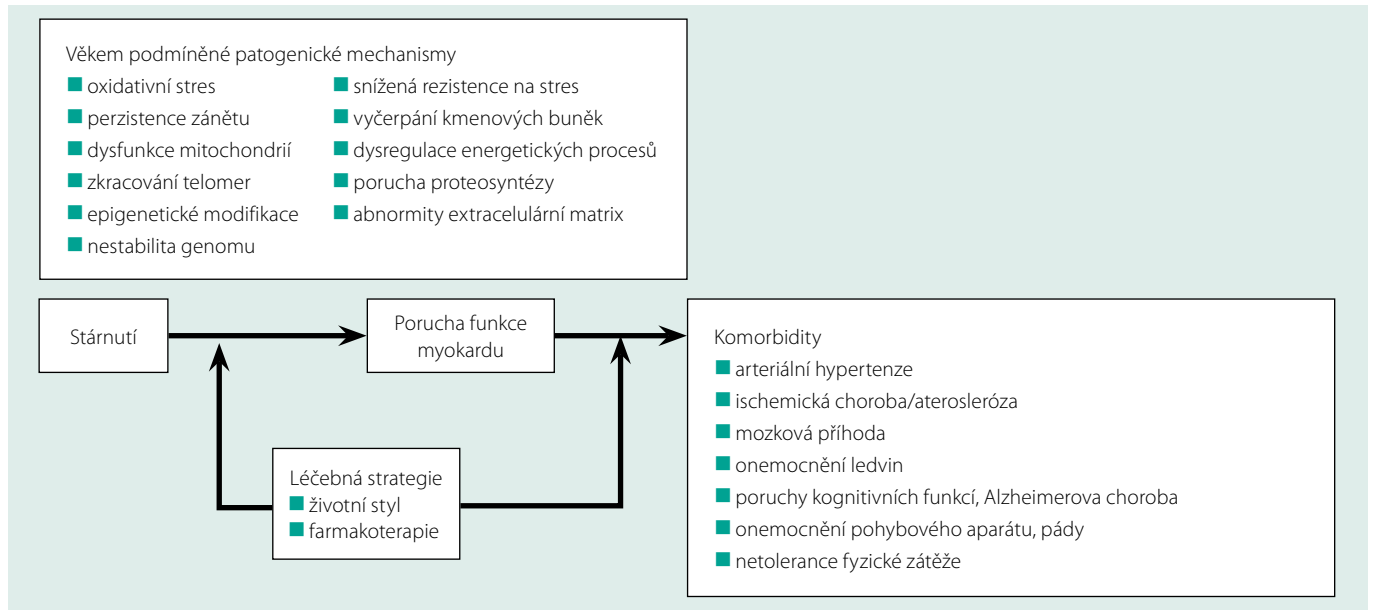 Věkem podmíněné patogenické mechanismy
oxidativní stres
perzistence zánětu
dysfunkce mitochondrií
zkracování telomer
epigenetické modifikace
nestabilita genomu
snížená rezistence na stres
vyčerpání kmenových buněk
dysregulace energetických procesů
porucha proteosyntézy
abnormity extracelulární matrix
Stárnutí
Porucha funkce
myokardu
Léčebná strategie
životní styl
farmakoterapie
Komorbidity
arteriální hypertenze
ischemická choroba/aterosleróza
mozková příhoda
onemocnění ledvin
poruchy kognitivních funkcí, Alzheimerova choroba
onemocnění pohybového aparátu, pády
netolerance fyzické zátěže